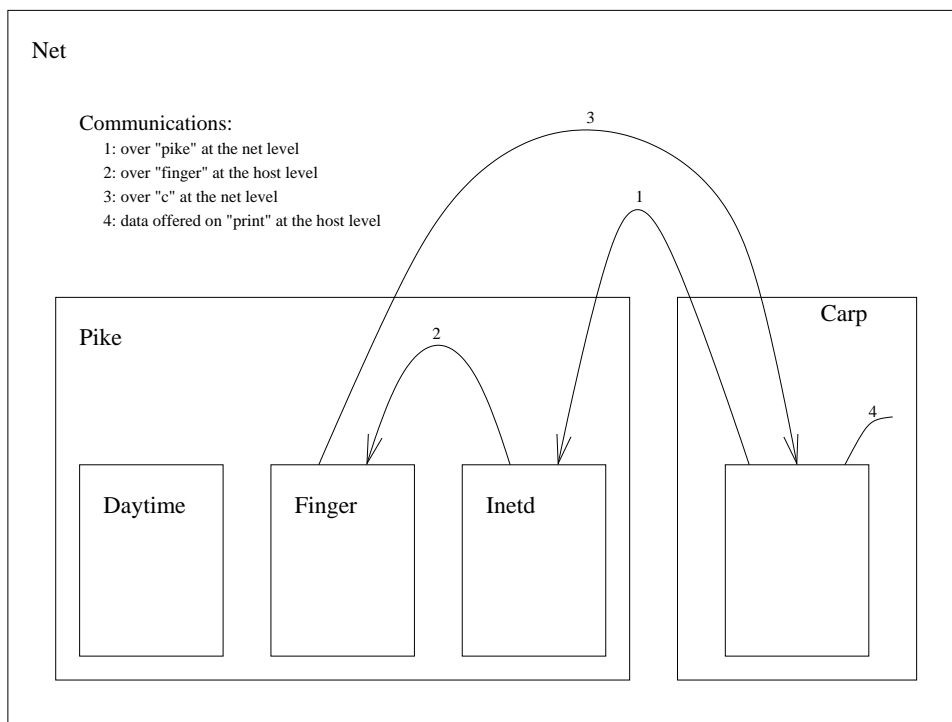 Net
Communications:
1: over "pike" at the net level
2: over "finger" at the host level
3: over "c" at the net level
4: data offered on "print" at the host level
3
1
Pike
2
Carp
4
Daytime
Finger
Inetd